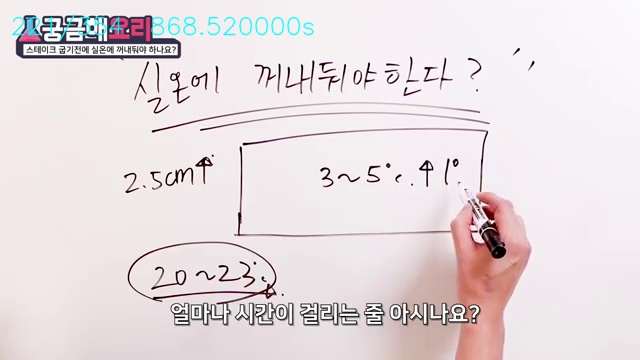 868.520000s
궁금해요리
스테이크 굽기전에 실온에 꺼내둬야 하나요?
실온에 꺼내둬야한다?
2.5cm↑
3~5°c.↑1°.
20~23°c
얼마나 시간이 걸리는 줄 아시나요?